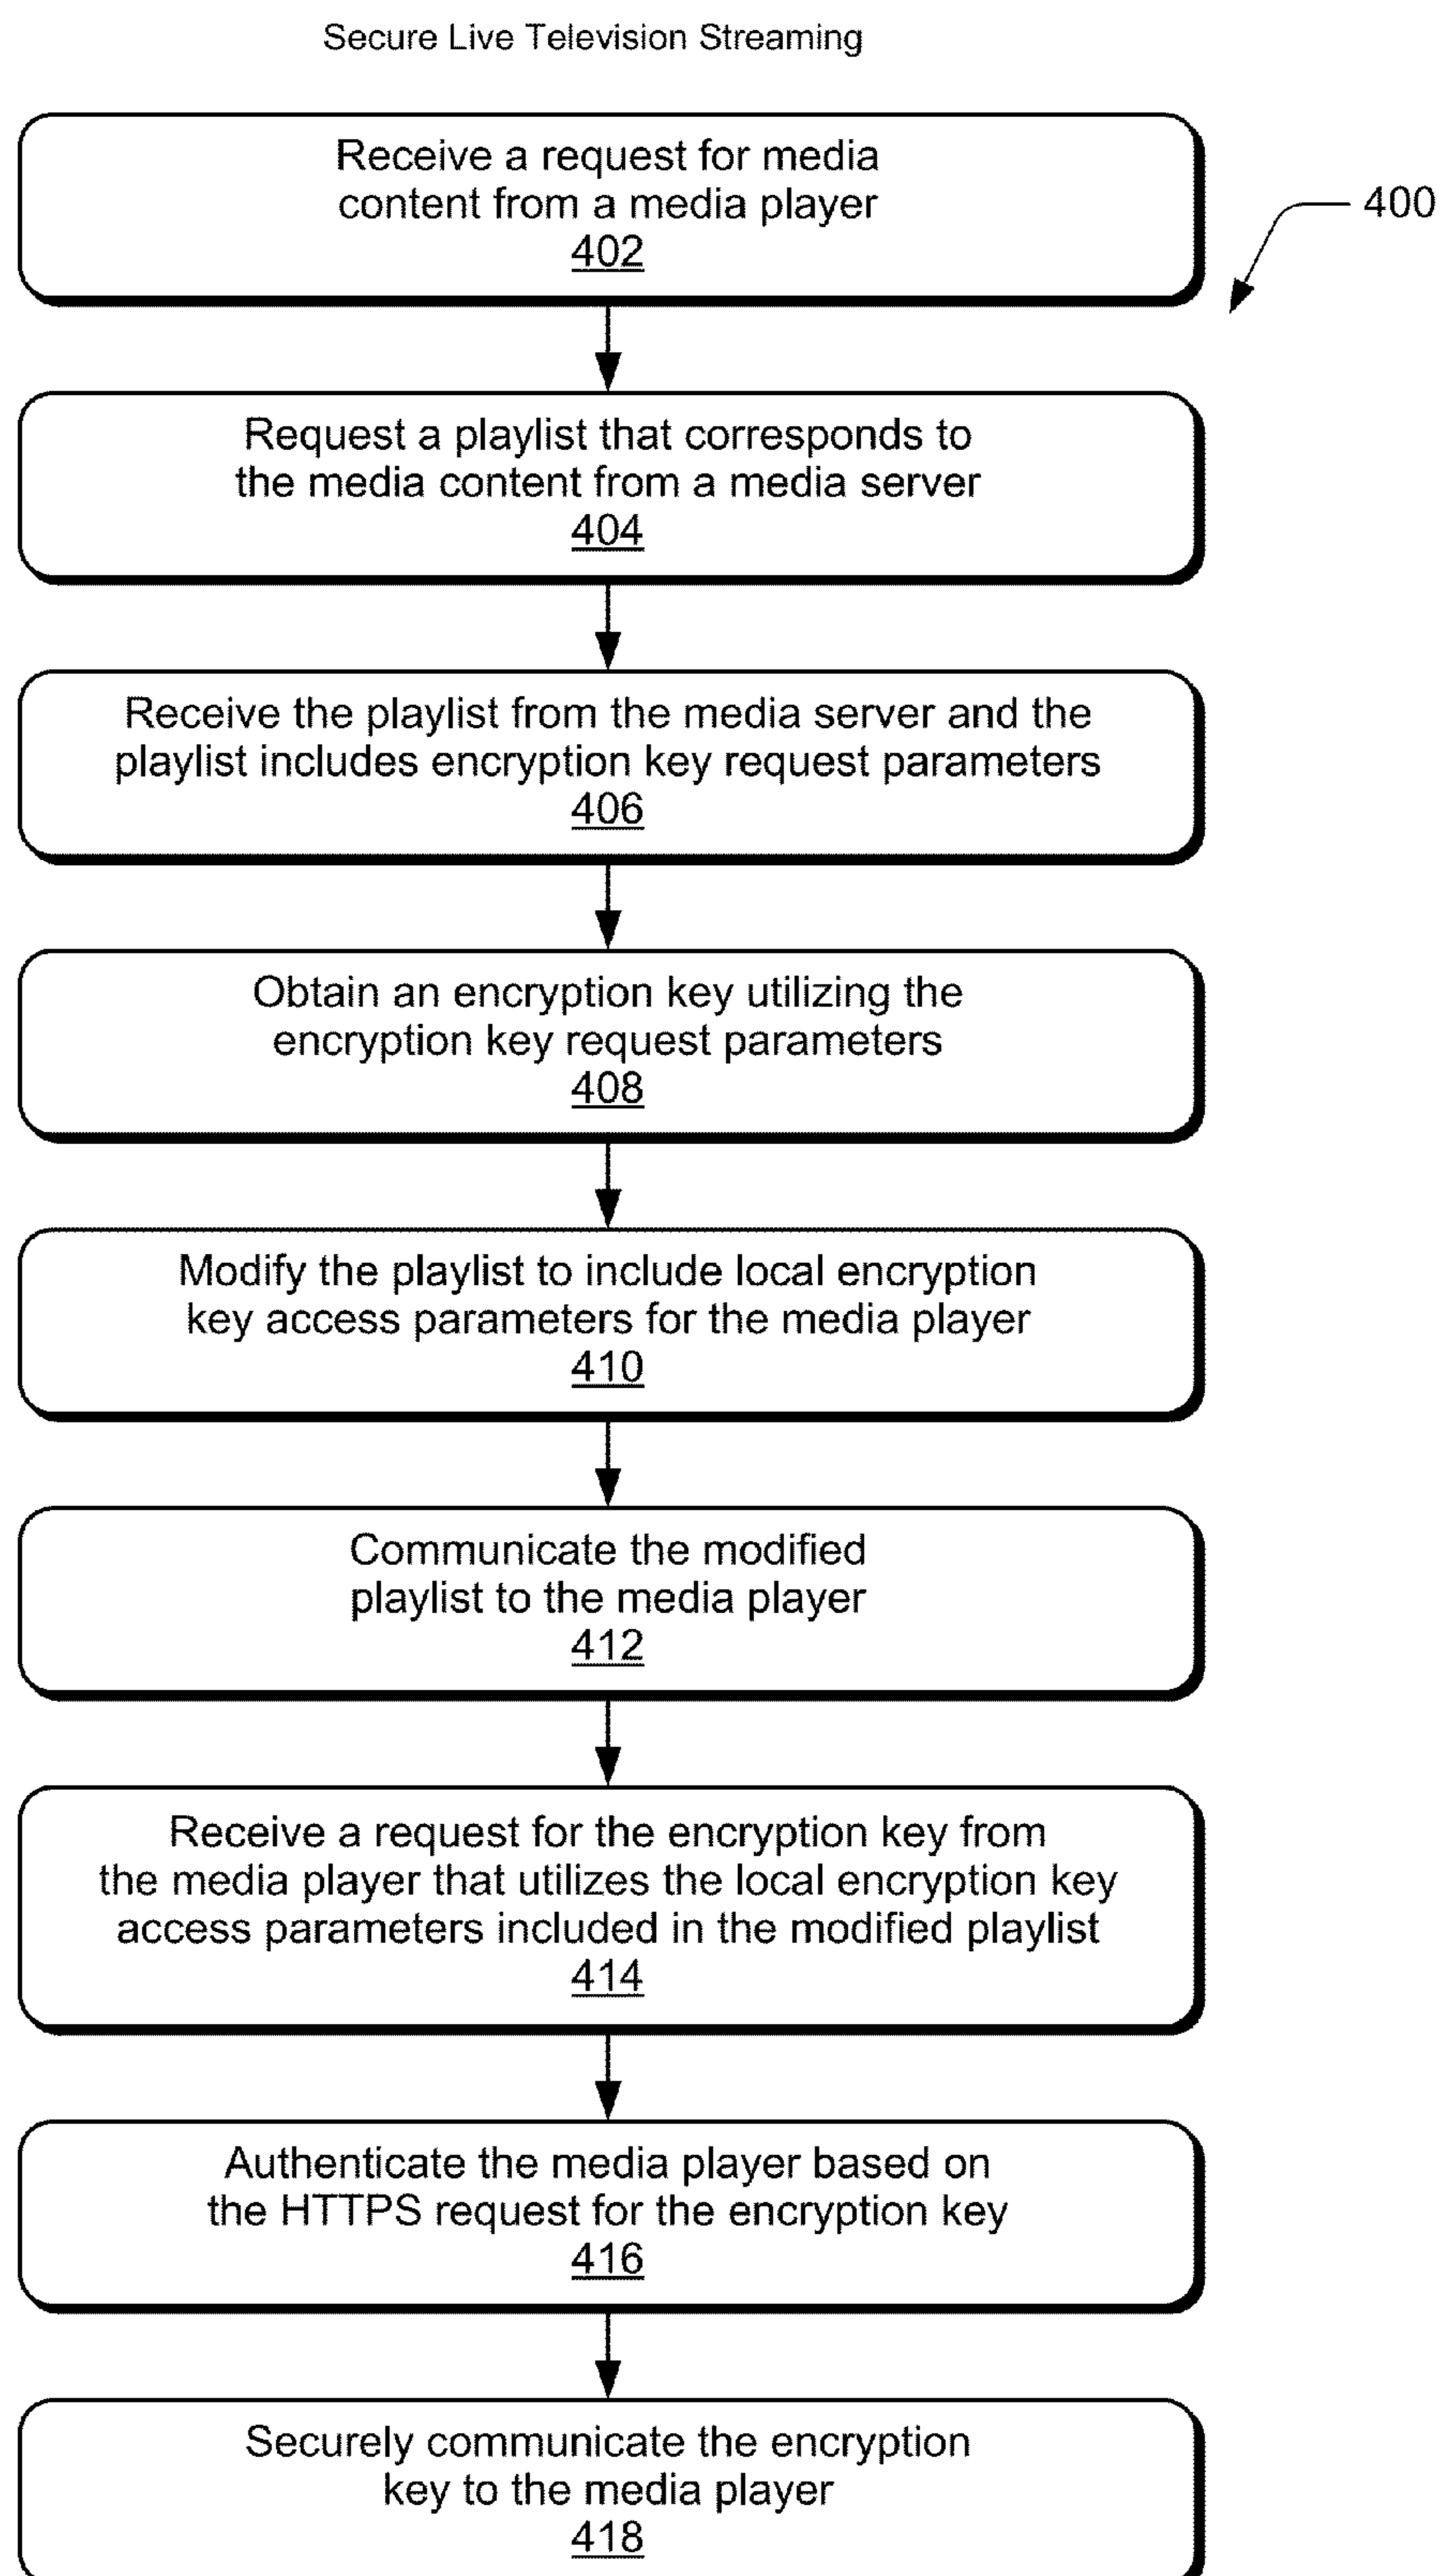 Secure Live Television Streaming
Receive a request for media
content from a media player
402
400
Request a playlist that corresponds to
the media content from a media server
404
Receive the playlist from the media server and the
playlist includes encryption key request parameters
406
Obtain an encryption key utilizing the
encryption key request parameters
408
Modify the playlist to include local encryption
key access parameters for the media player
410
Communicate the modified
playlist to the media player
412
Receive a request for the encryption key from
the media player that utilizes the local encryption key
access parameters included in the modified playlist
414
Authenticate the media player based on
the HTTPS request for the encryption key
416
Securely communicate the encryption
key to the media player
418